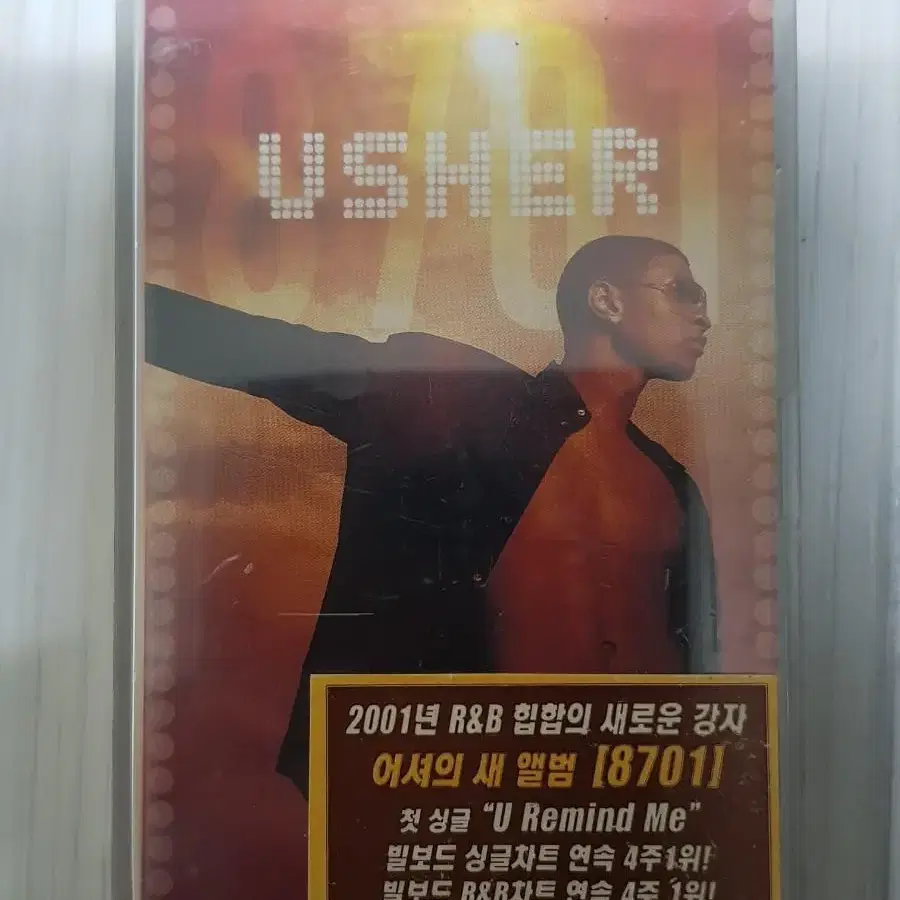 8701
USHER
2001년 R&B 힙합의 새로운 강자
어셔의 새 앨범 [8701]
첫 싱글 “U Remind Me”
빌보드 싱글차트 연속 4주1위!
빌보드 R&B차트 연속 4주 1위!